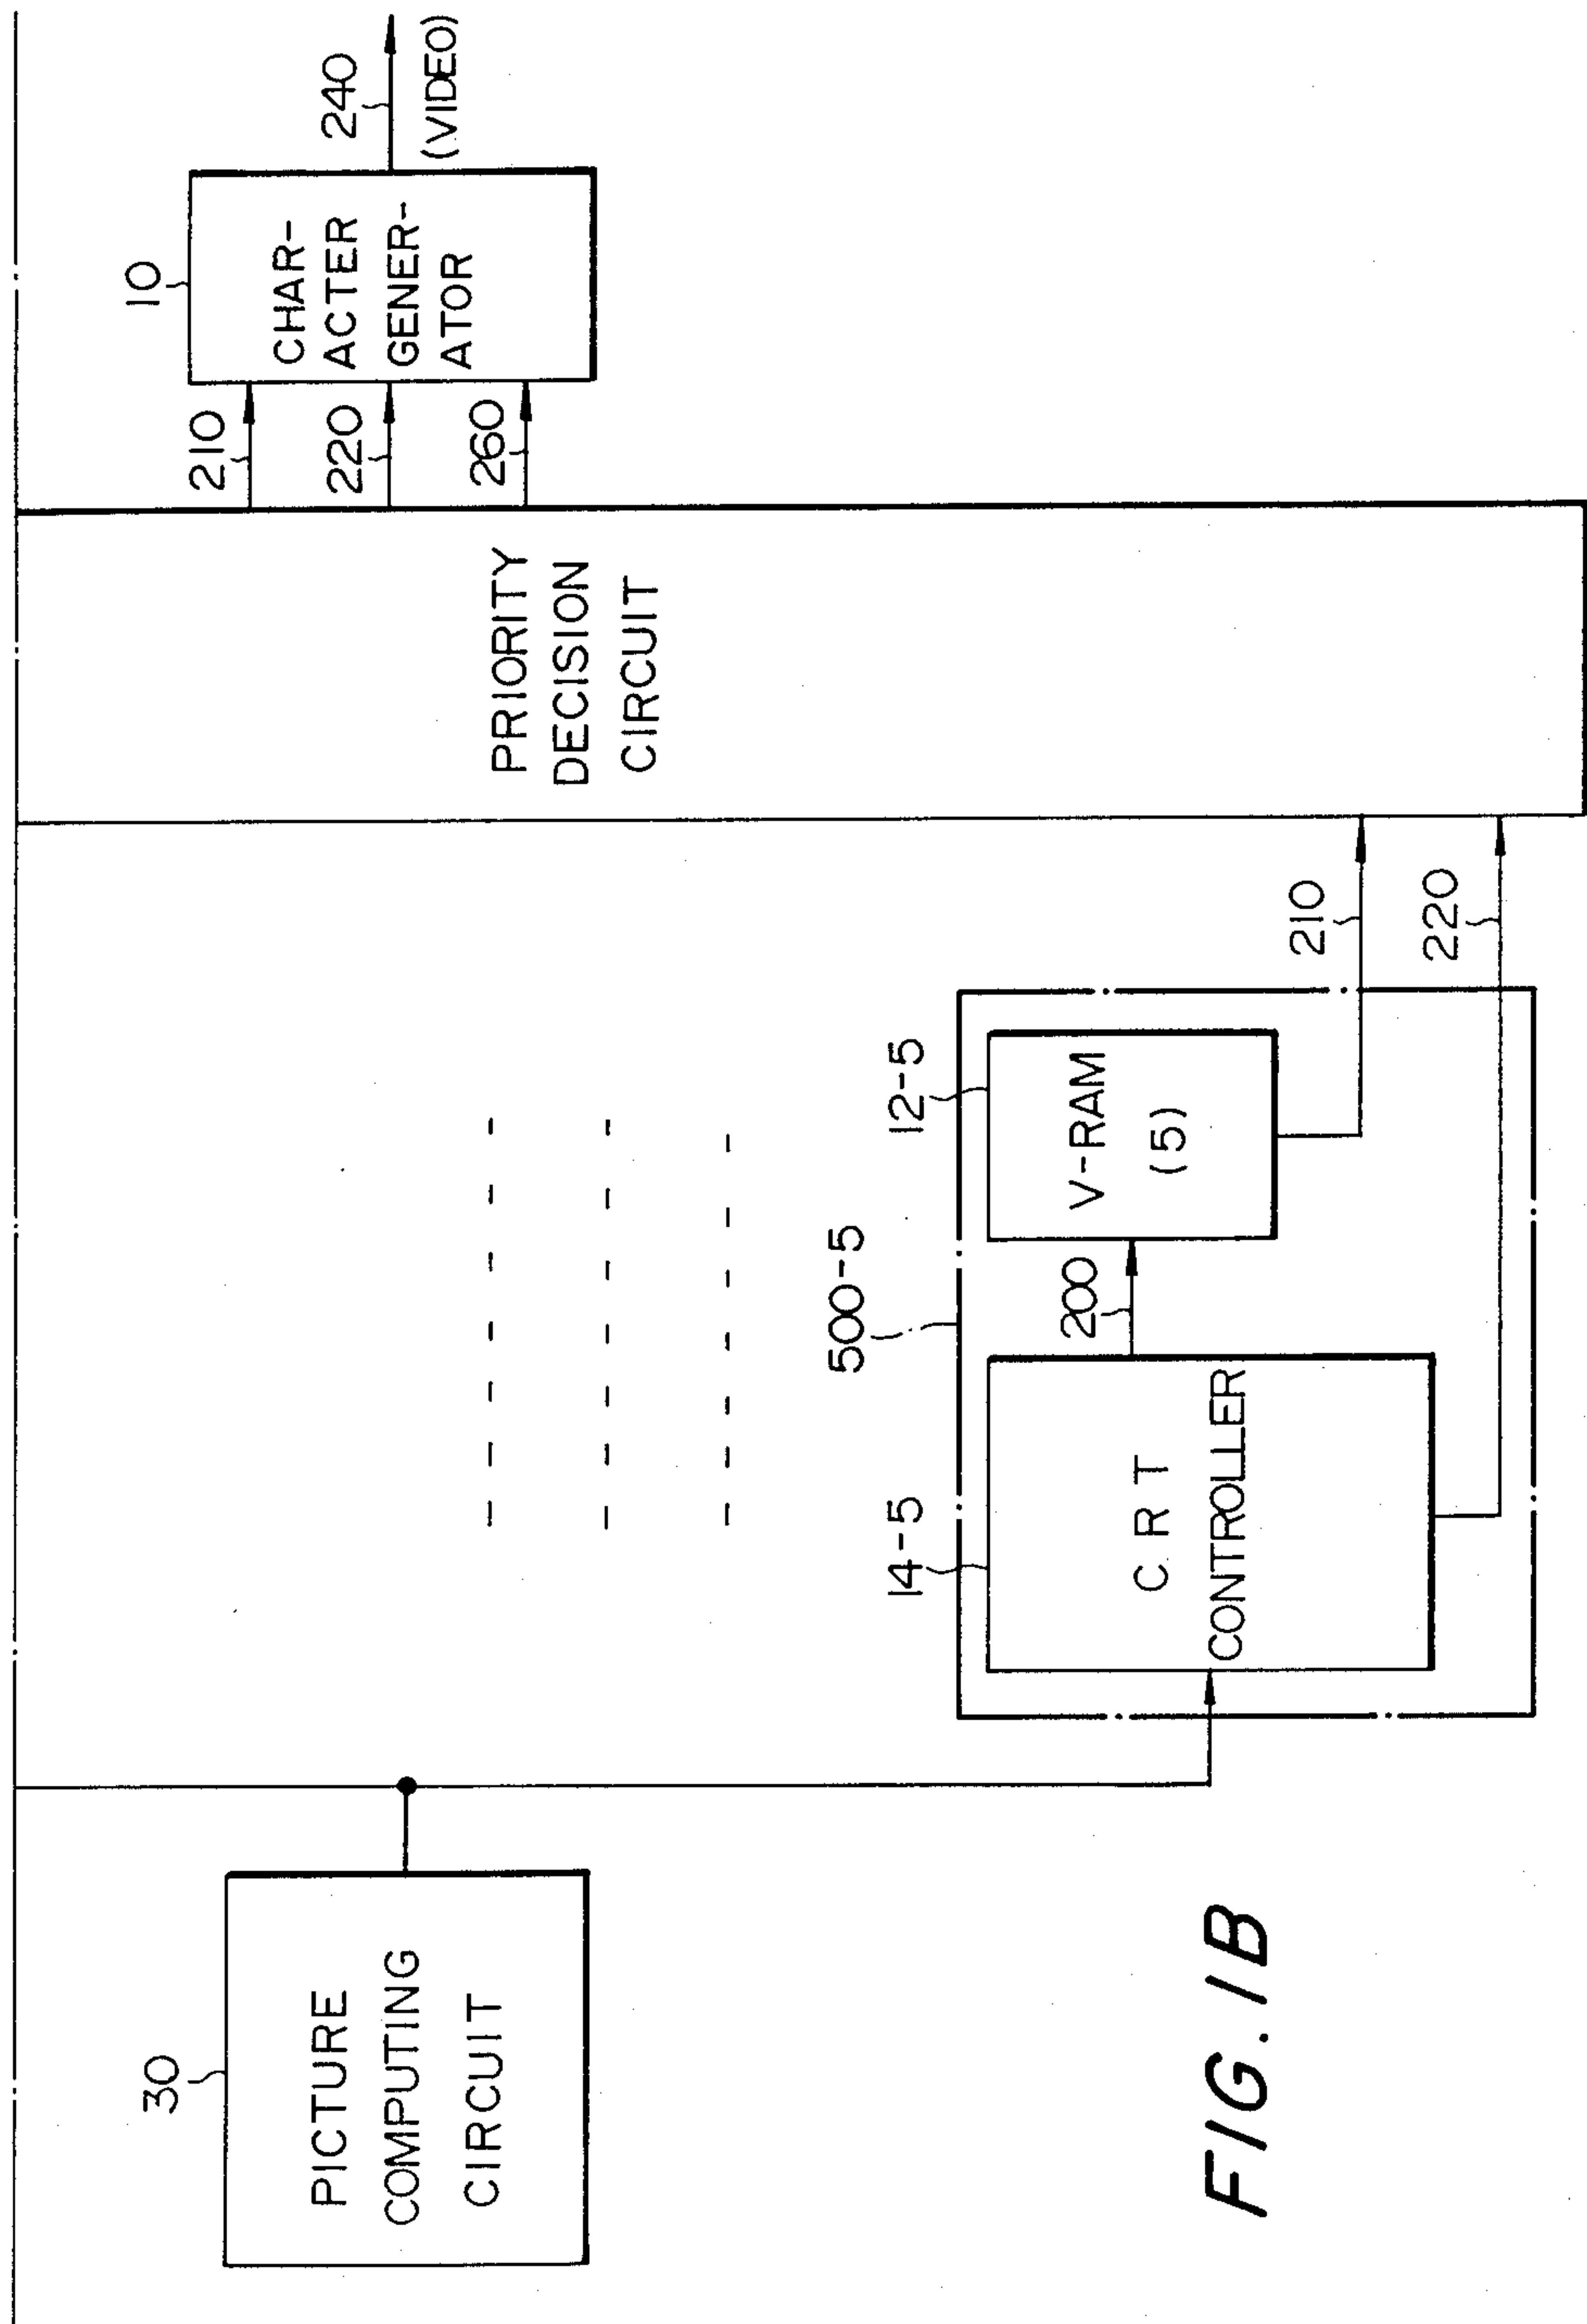 30
PICTURE
COMPUTING
CIRCUIT
500-5
14-5
C R T
CONTROLLER
200
12-5
V-RAM
(5)
210
220
PRIORITY
DECISION
CIRCUIT
210
220
260
10
CHAR-
ACTER
GENER-
ATOR
240
(VIDEO)
FIG. 1B